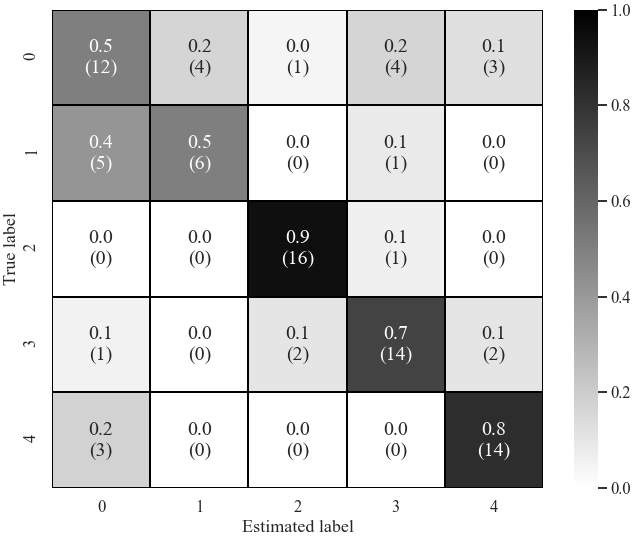 0.5 0.2 0.0 0.2 0.1
(12) (4) (1) (4) (3)
0.4 0.5 0.0 0.1 0.0
(5) (6) (0) (1) (0)
0.0 0.0 0.9 0.1 0.0
(0) (0) (16) (1) (0)
0.1 0.0 0.1 0.7 0.1
(1) (0) (2) (14) (2)
0.2 0.0 0.0 0.0 0.8
(3) (0) (0) (0) (14)
0
1
2
3
4
True label
0 1 2 3 4
Estimated label
1.0
0.8
0.6
0.4
0.2
0.0